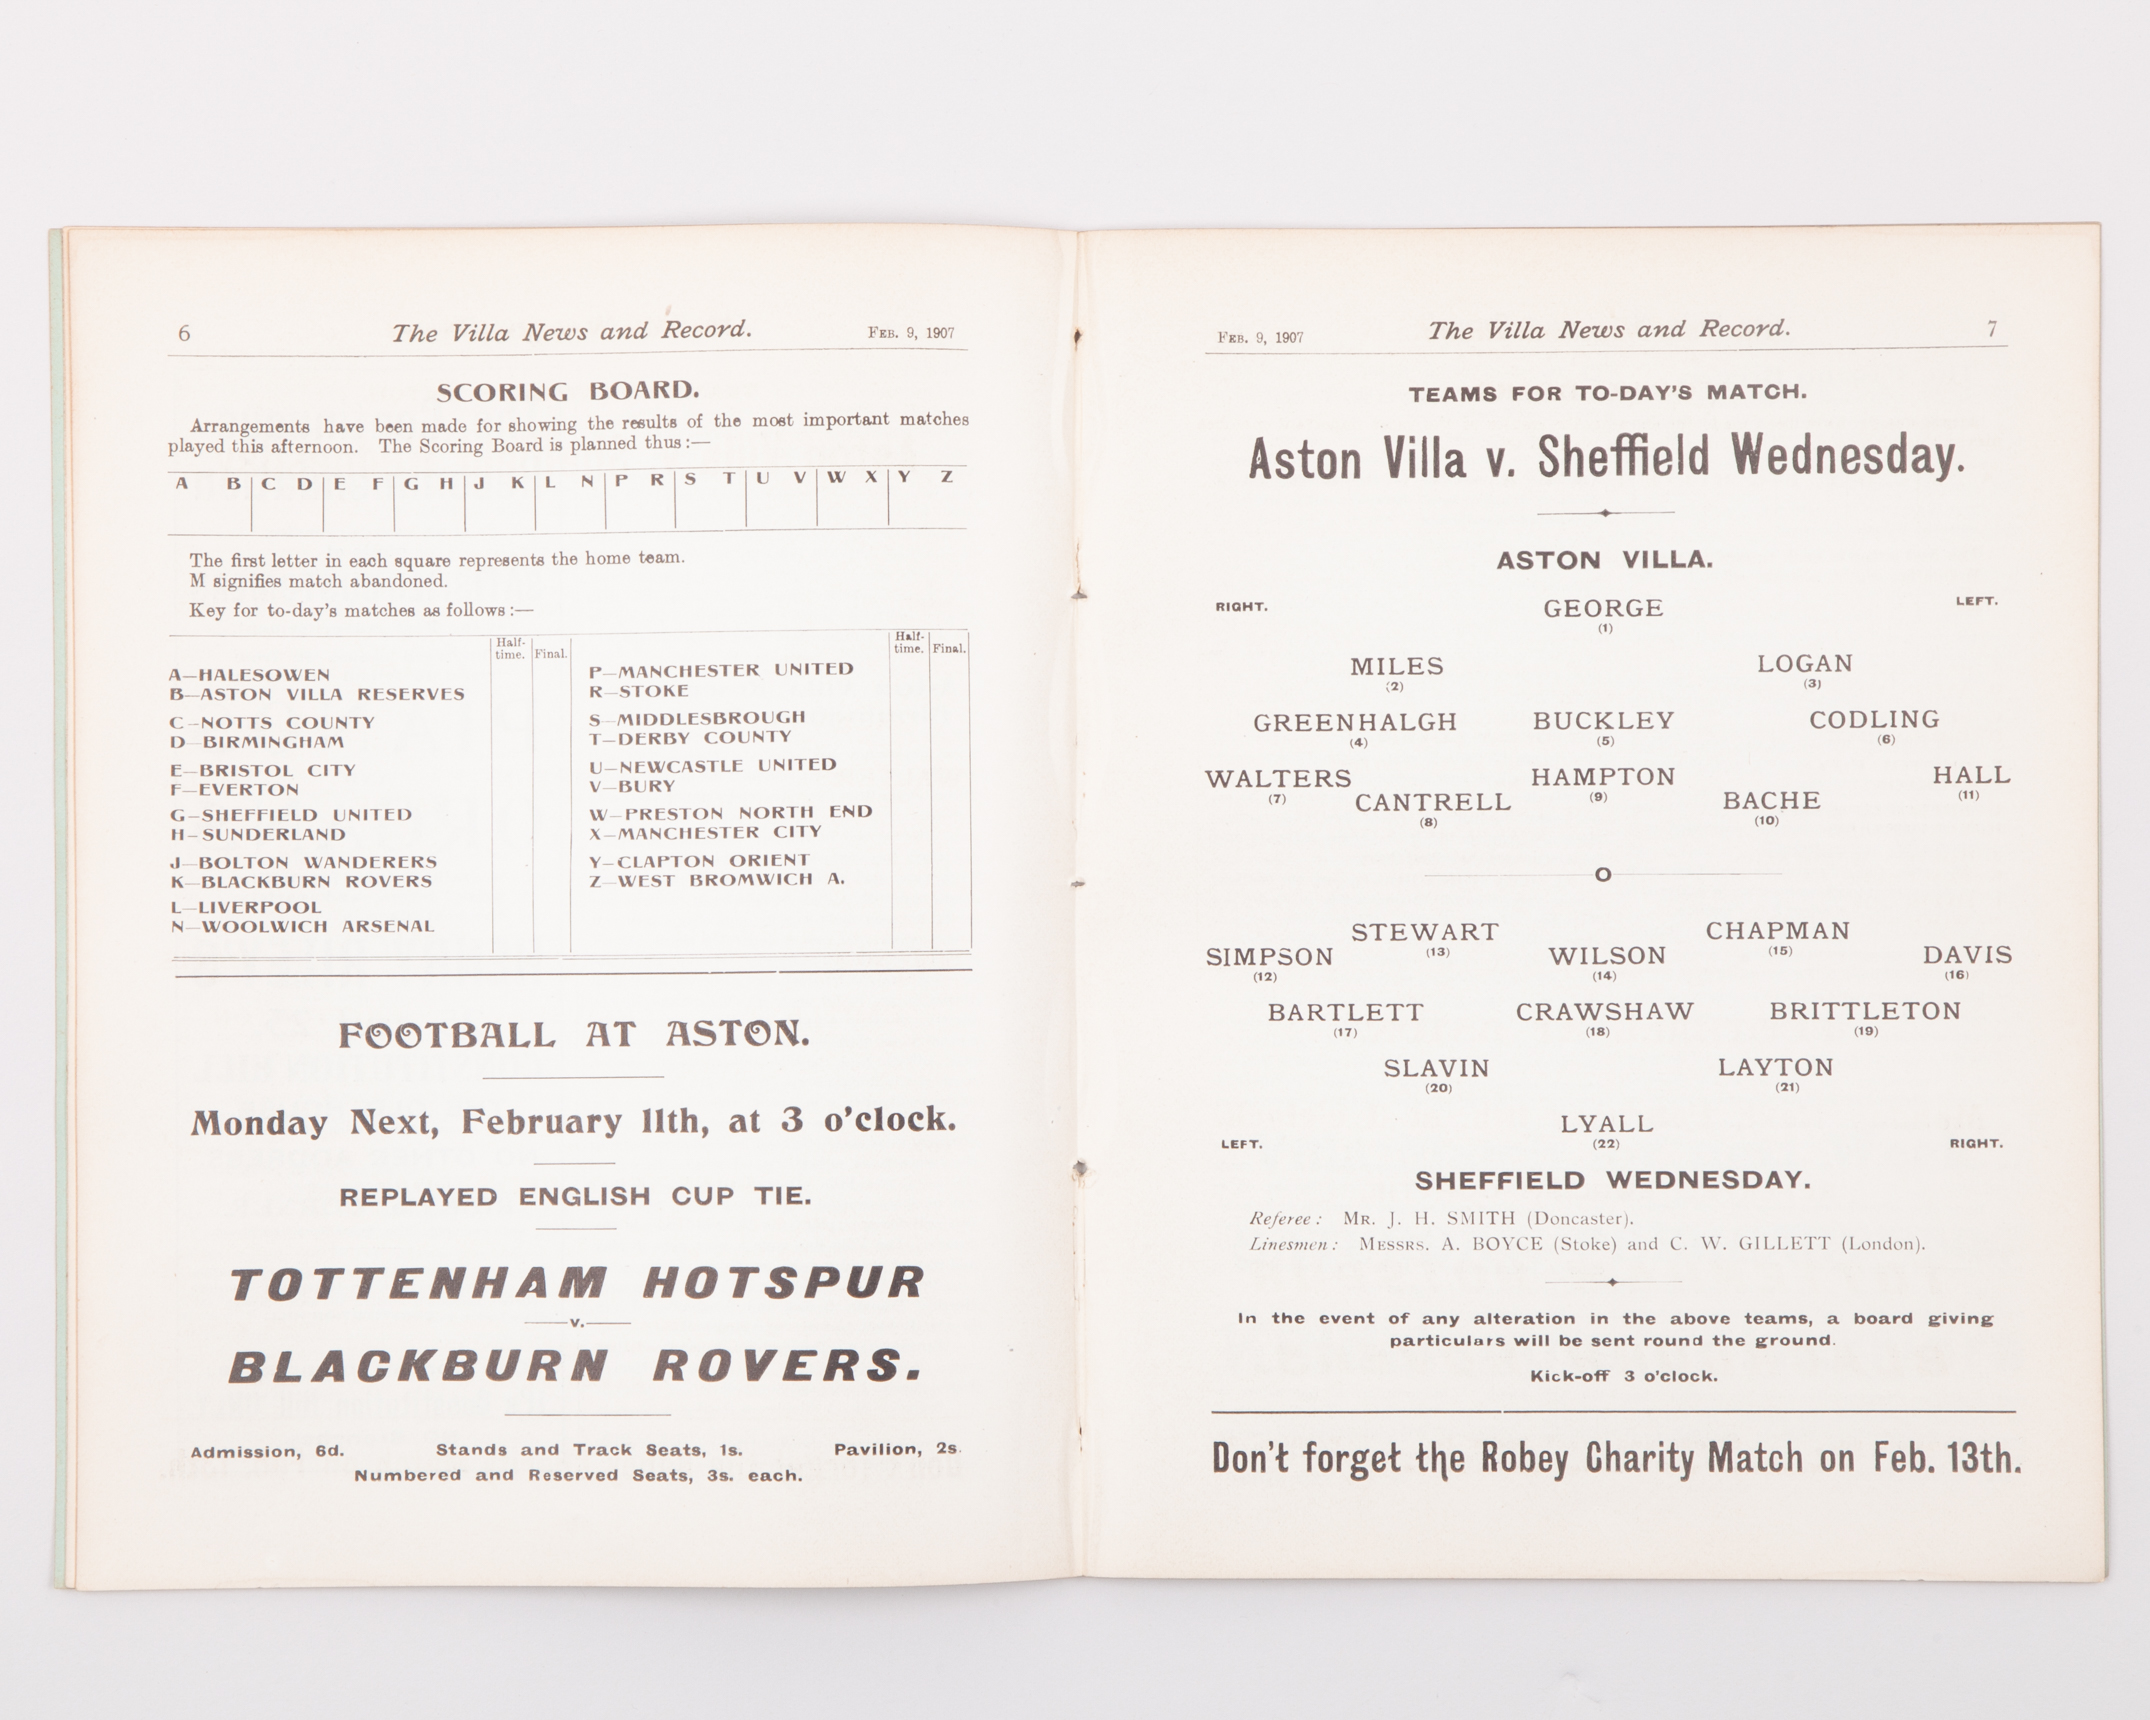 6 The Villa News and Record. FEB. 9, 1907
SCORING BOARD.
Arrangements have been made for showing the results of the most important matches
played this afternoon. The Scoring Board is planned thus:—
A B C D E F G H J K L N P R S T U V W X Y Z
The first letter in each square represents the home team.
M signifies match abandoned.
Key for to-day's matches as follows:—
Half-time. Final.
A—HALESOWEN
B—ASTON VILLA RESERVES
C—NOTTS COUNTY
D—BIRMINGHAM
E—BRISTOL CITY
F—EVERTON
G—SHEFFIELD UNITED
H—SUNDERLAND
J—BOLTON WANDERERS
K—BLACKBURN ROVERS
L—LIVERPOOL
N—WOOLWICH ARSENAL
Half-time. Final.
P—MANCHESTER UNITED
R—STOKE
S—MIDDLESBROUGH
T—DERBY COUNTY
U—NEWCASTLE UNITED
V—BURY
W—PRESTON NORTH END
X—MANCHESTER CITY
Y—CLAPTON ORIENT
Z—WEST BROMWICH A.
FOOTBALL AT ASTON.
Monday Next, February 11th, at 3 o'clock.
REPLAYED ENGLISH CUP TIE.
TOTTENHAM HOTSPUR
v.
BLACKBURN ROVERS.
Admission, 6d. Stands and Track Seats, 1s. Pavilion, 2s.
Numbered and Reserved Seats, 3s. each.
FEB. 9, 1907 The Villa News and Record. 7
TEAMS FOR TO-DAY'S MATCH.
Aston Villa v. Sheffield Wednesday.
ASTON VILLA.
RIGHT. GEORGE LEFT.
(1)
MILES LOGAN
(2) (3)
GREENHALGH BUCKLEY CODLING
(4) (5) (6)
WALTERS HAMPTON HALL
(7) (9) (11)
CANTRELL BACHE
(8) (10)
O
STEWART CHAPMAN
(13) (15)
SIMPSON WILSON DAVIS
(12) (14) (16)
BARTLETT CRAWSHAW BRITTLETON
(17) (18) (19)
SLAVIN LAYTON
(20) (21)
LYALL
LEFT. (22) RIGHT.
SHEFFIELD WEDNESDAY.
Referee: MR. J. H. SMITH (Doncaster).
Linesmen: MESSRS. A. BOYCE (Stoke) and C. W. GILLETT (London).
In the event of any alteration in the above teams, a board giving
particulars will be sent round the ground.
Kick-off 3 o'clock.
Don't forget the Robey Charity Match on Feb. 13th.